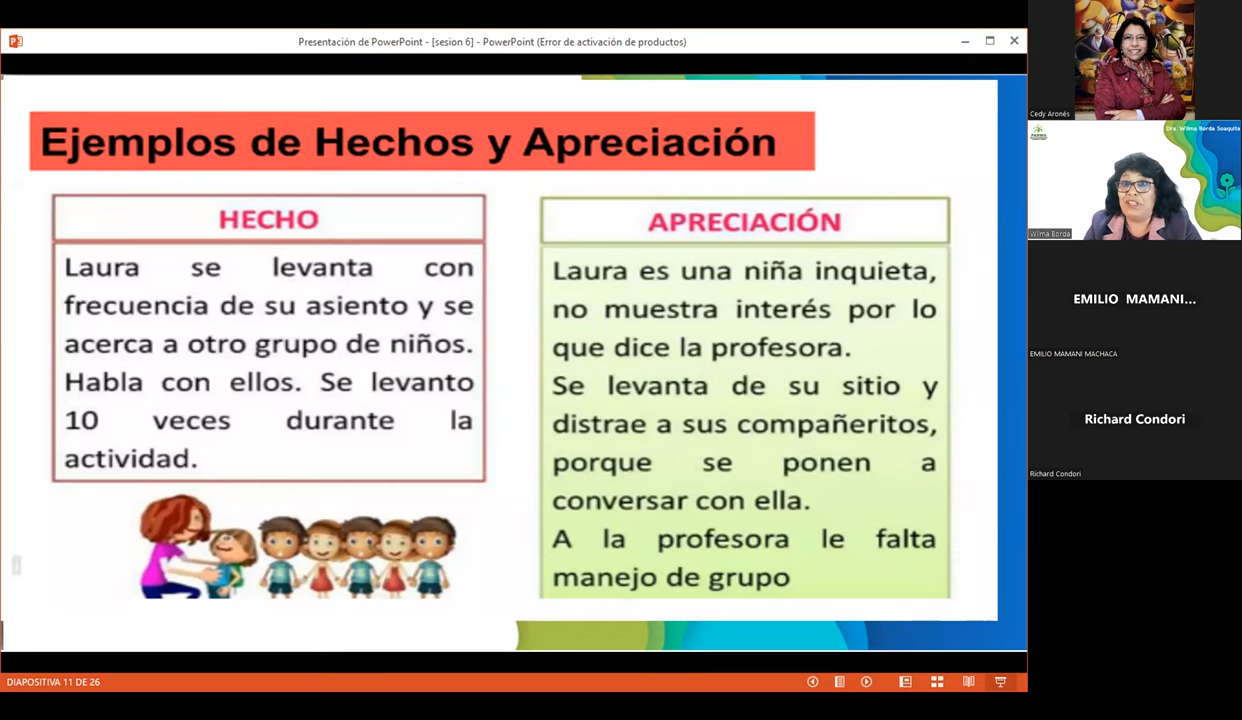 Presentación de PowerPoint - [sesion 6] - PowerPoint (Error de activación de productos)
Ejemplos de Hechos y Apreciación
HECHO
Laura se levanta con
frecuencia de su asiento y se
acerca a otro grupo de niños.
Habla con ellos. Se levanto
10 veces durante la
actividad.
APRECIACIÓN
Laura es una niña inquieta,
no muestra interés por lo
que dice la profesora.
Se levanta de su sitio y
distrae a sus compañeritos,
porque se ponen a
conversar con ella.
A la profesora le falta
manejo de grupo
DIAPOSITIVA 11 DE 26
Cedy Aronés
Dra. Wilma Borda Soaquita
Wilma Borda
EMILIO MAMANI...
EMILIO MAMANI MACHACA
Richard Condori
Richard Condori